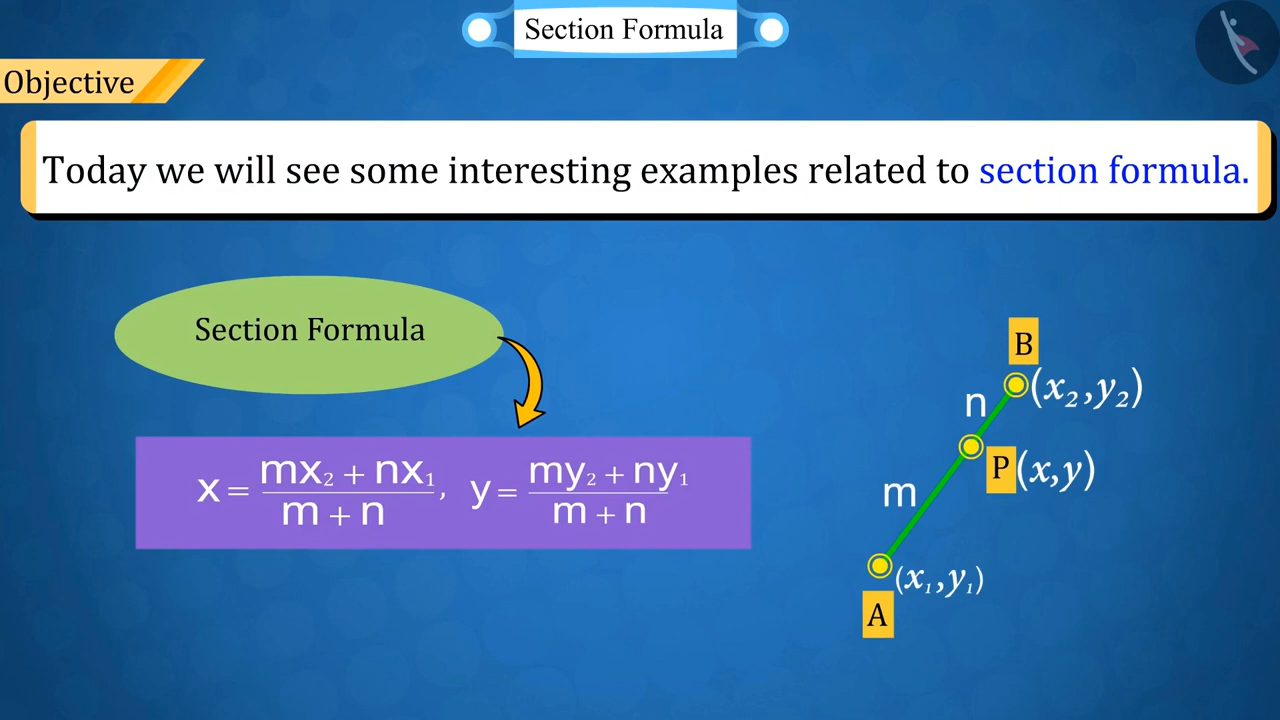 Section Formula
Objective
Today we will see some interesting examples related to section formula.
Section Formula
x = mx₂ + nx₁ / m + n , y = my₂ + ny₁ / m + n
B
(x₂,y₂)
n
P (x,y)
m
(x₁,y₁)
A